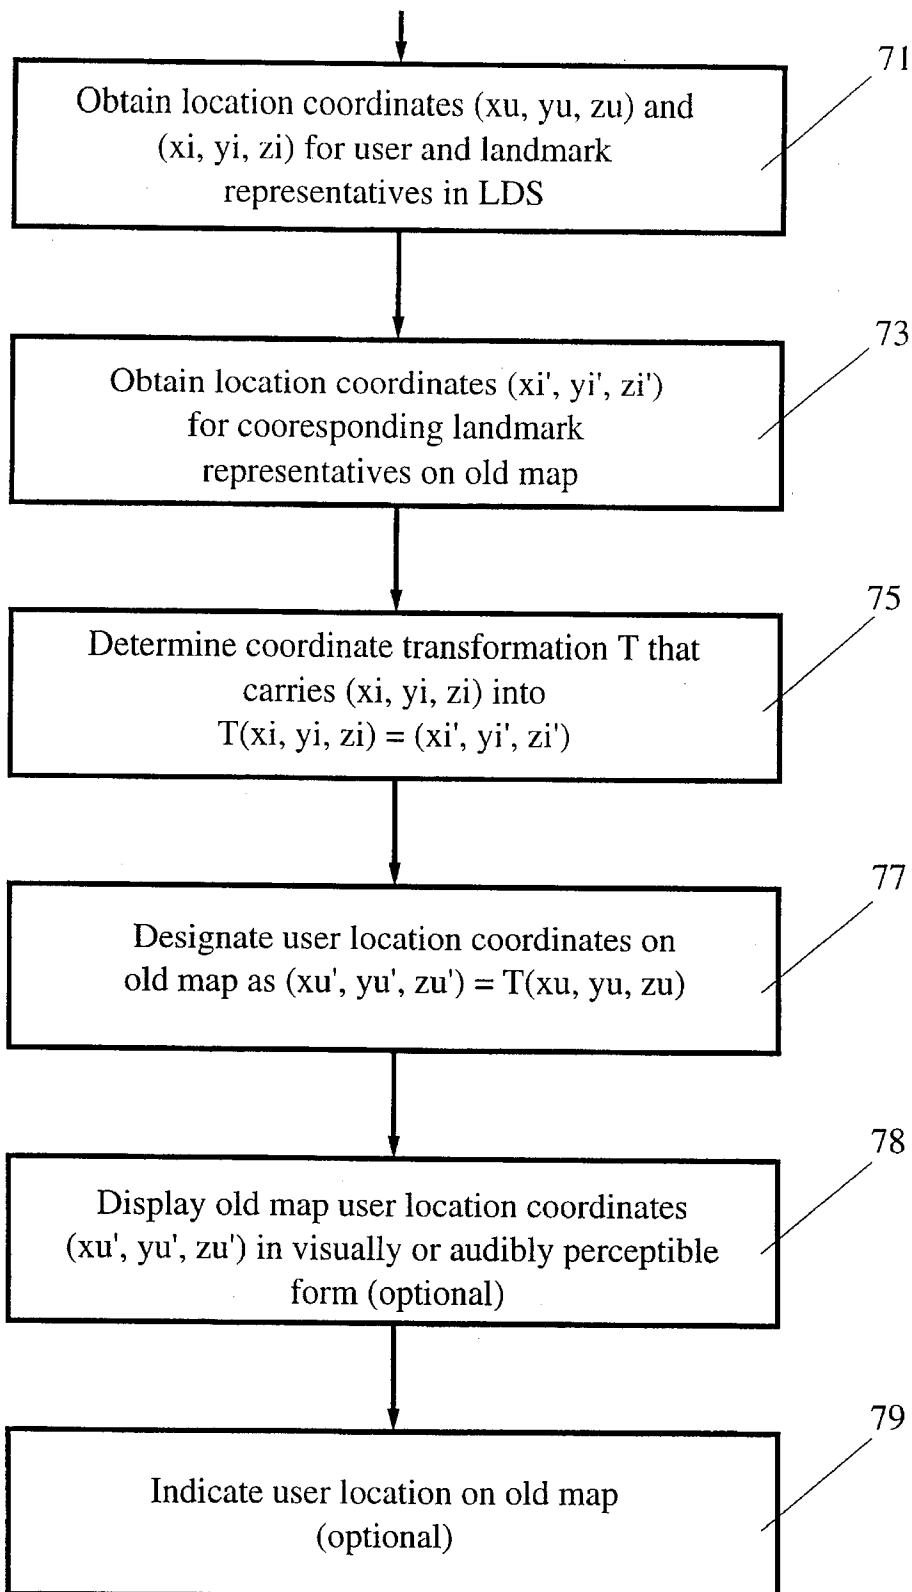 71
Obtain location coordinates (xu, yu, zu) and
(xi, yi, zi) for user and landmark
representatives in LDS
73
Obtain location coordinates (xi', yi', zi')
for cooresponding landmark
representatives on old map
75
Determine coordinate transformation T that
carries (xi, yi, zi) into
T(xi, yi, zi) = (xi', yi', zi')
77
Designate user location coordinates on
old map as (xu', yu', zu') = T(xu, yu, zu)
78
Display old map user location coordinates
(xu', yu', zu') in visually or audibly perceptible
form (optional)
79
Indicate user location on old map
(optional)